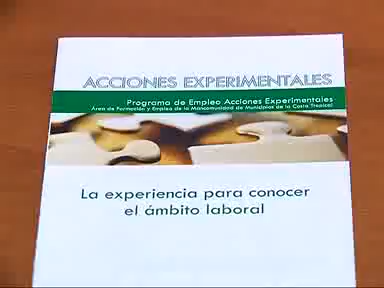 ACCIONES EXPERIMENTALES
Programa de Empleo Acciones Experimentales
Área de Formación y Empleo de la Mancomunidad de Municipios de la Costa Tropical
La experiencia para conocer
el ámbito laboral